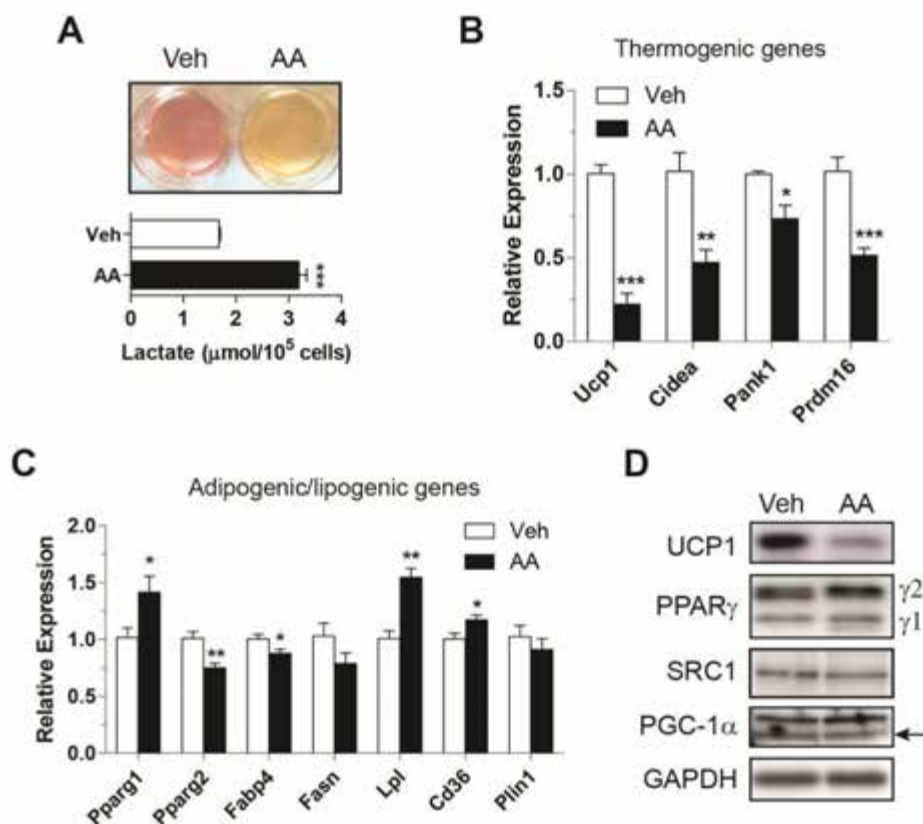 A
Veh AA
Veh
AA
***
0 1 2 3 4
Lactate (μmol/10⁵ cells)
B
Thermogenic genes
Veh
AA
Relative Expression
1.5
1.0
0.5
0.0
***
**
*
***
Ucp1 Cidea Pank1 Prdm16
C
Adipogenic/lipogenic genes
Veh
AA
Relative Expression
2.0
1.5
1.0
0.5
0.0
*
**
*
**
*
Pparg1 Pparg2 Fabp4 Fasn Lpl Cd36 Plin1
D
Veh AA
UCP1
PPARγ γ2
γ1
SRC1
PGC-1α
GAPDH